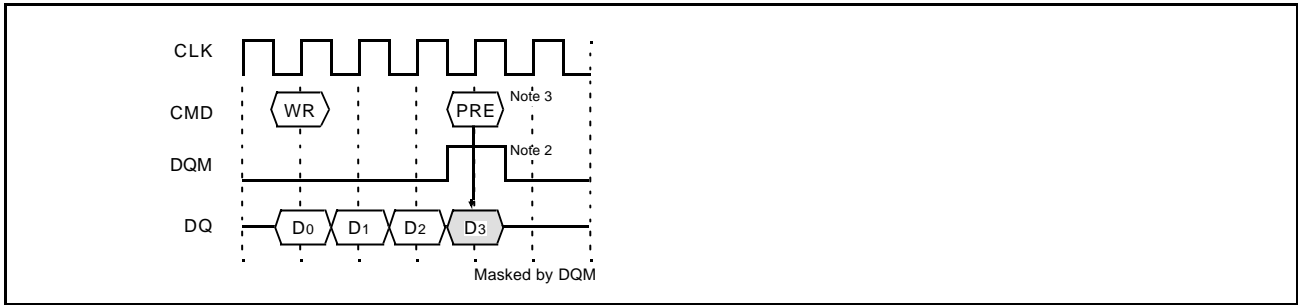 CLK
CMD WR PRE Note 3
DQM Note 2
DQ D0 D1 D2 D3
Masked by DQM